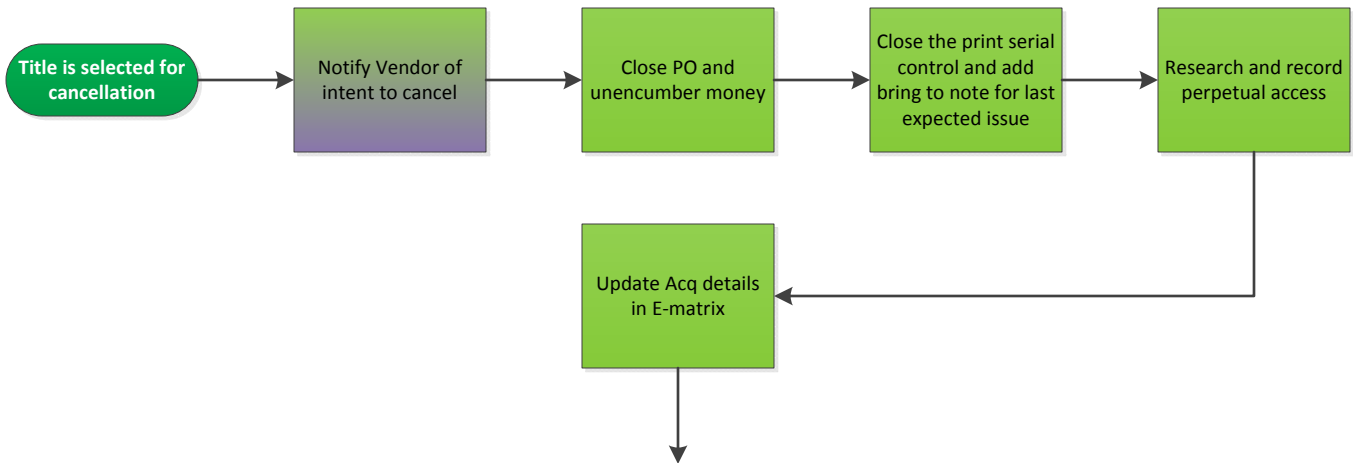 Title is selected for
cancellation
Notify Vendor of
intent to cancel
Close PO and
unencumber money
Close the print serial
control and add
bring to note for last
expected issue
Research and record
perpetual access
Update Acq details
in E-matrix